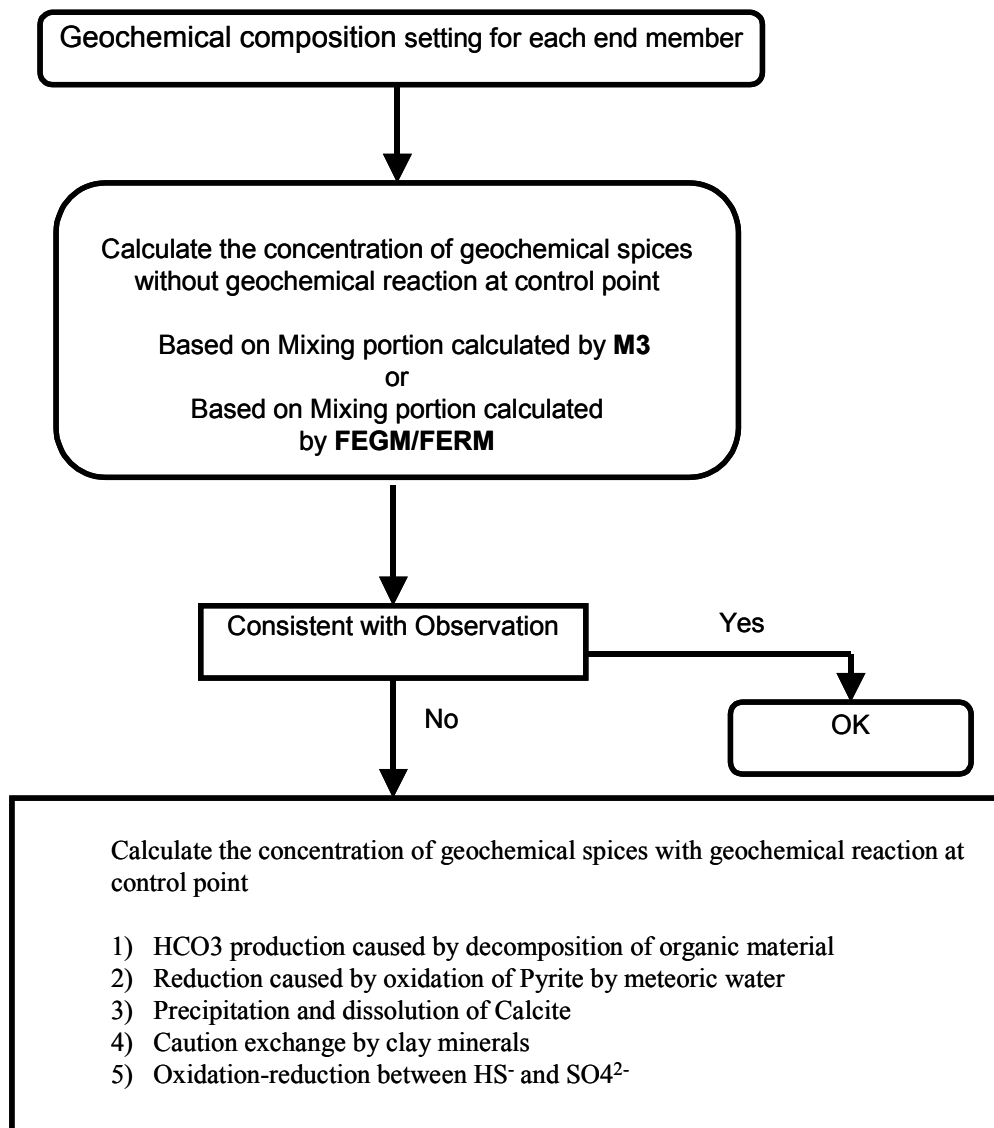 Geochemical composition setting for each end member
Calculate the concentration of geochemical spices
without geochemical reaction at control point
Based on Mixing portion calculated by M3
or
Based on Mixing portion calculated
by FEGM/FERM
Consistent with Observation
Yes
OK
No
Calculate the concentration of geochemical spices with geochemical reaction at
control point
1) HCO3 production caused by decomposition of organic material
2) Reduction caused by oxidation of Pyrite by meteoric water
3) Precipitation and dissolution of Calcite
4) Caution exchange by clay minerals
5) Oxidation-reduction between HS⁻ and SO4²⁻